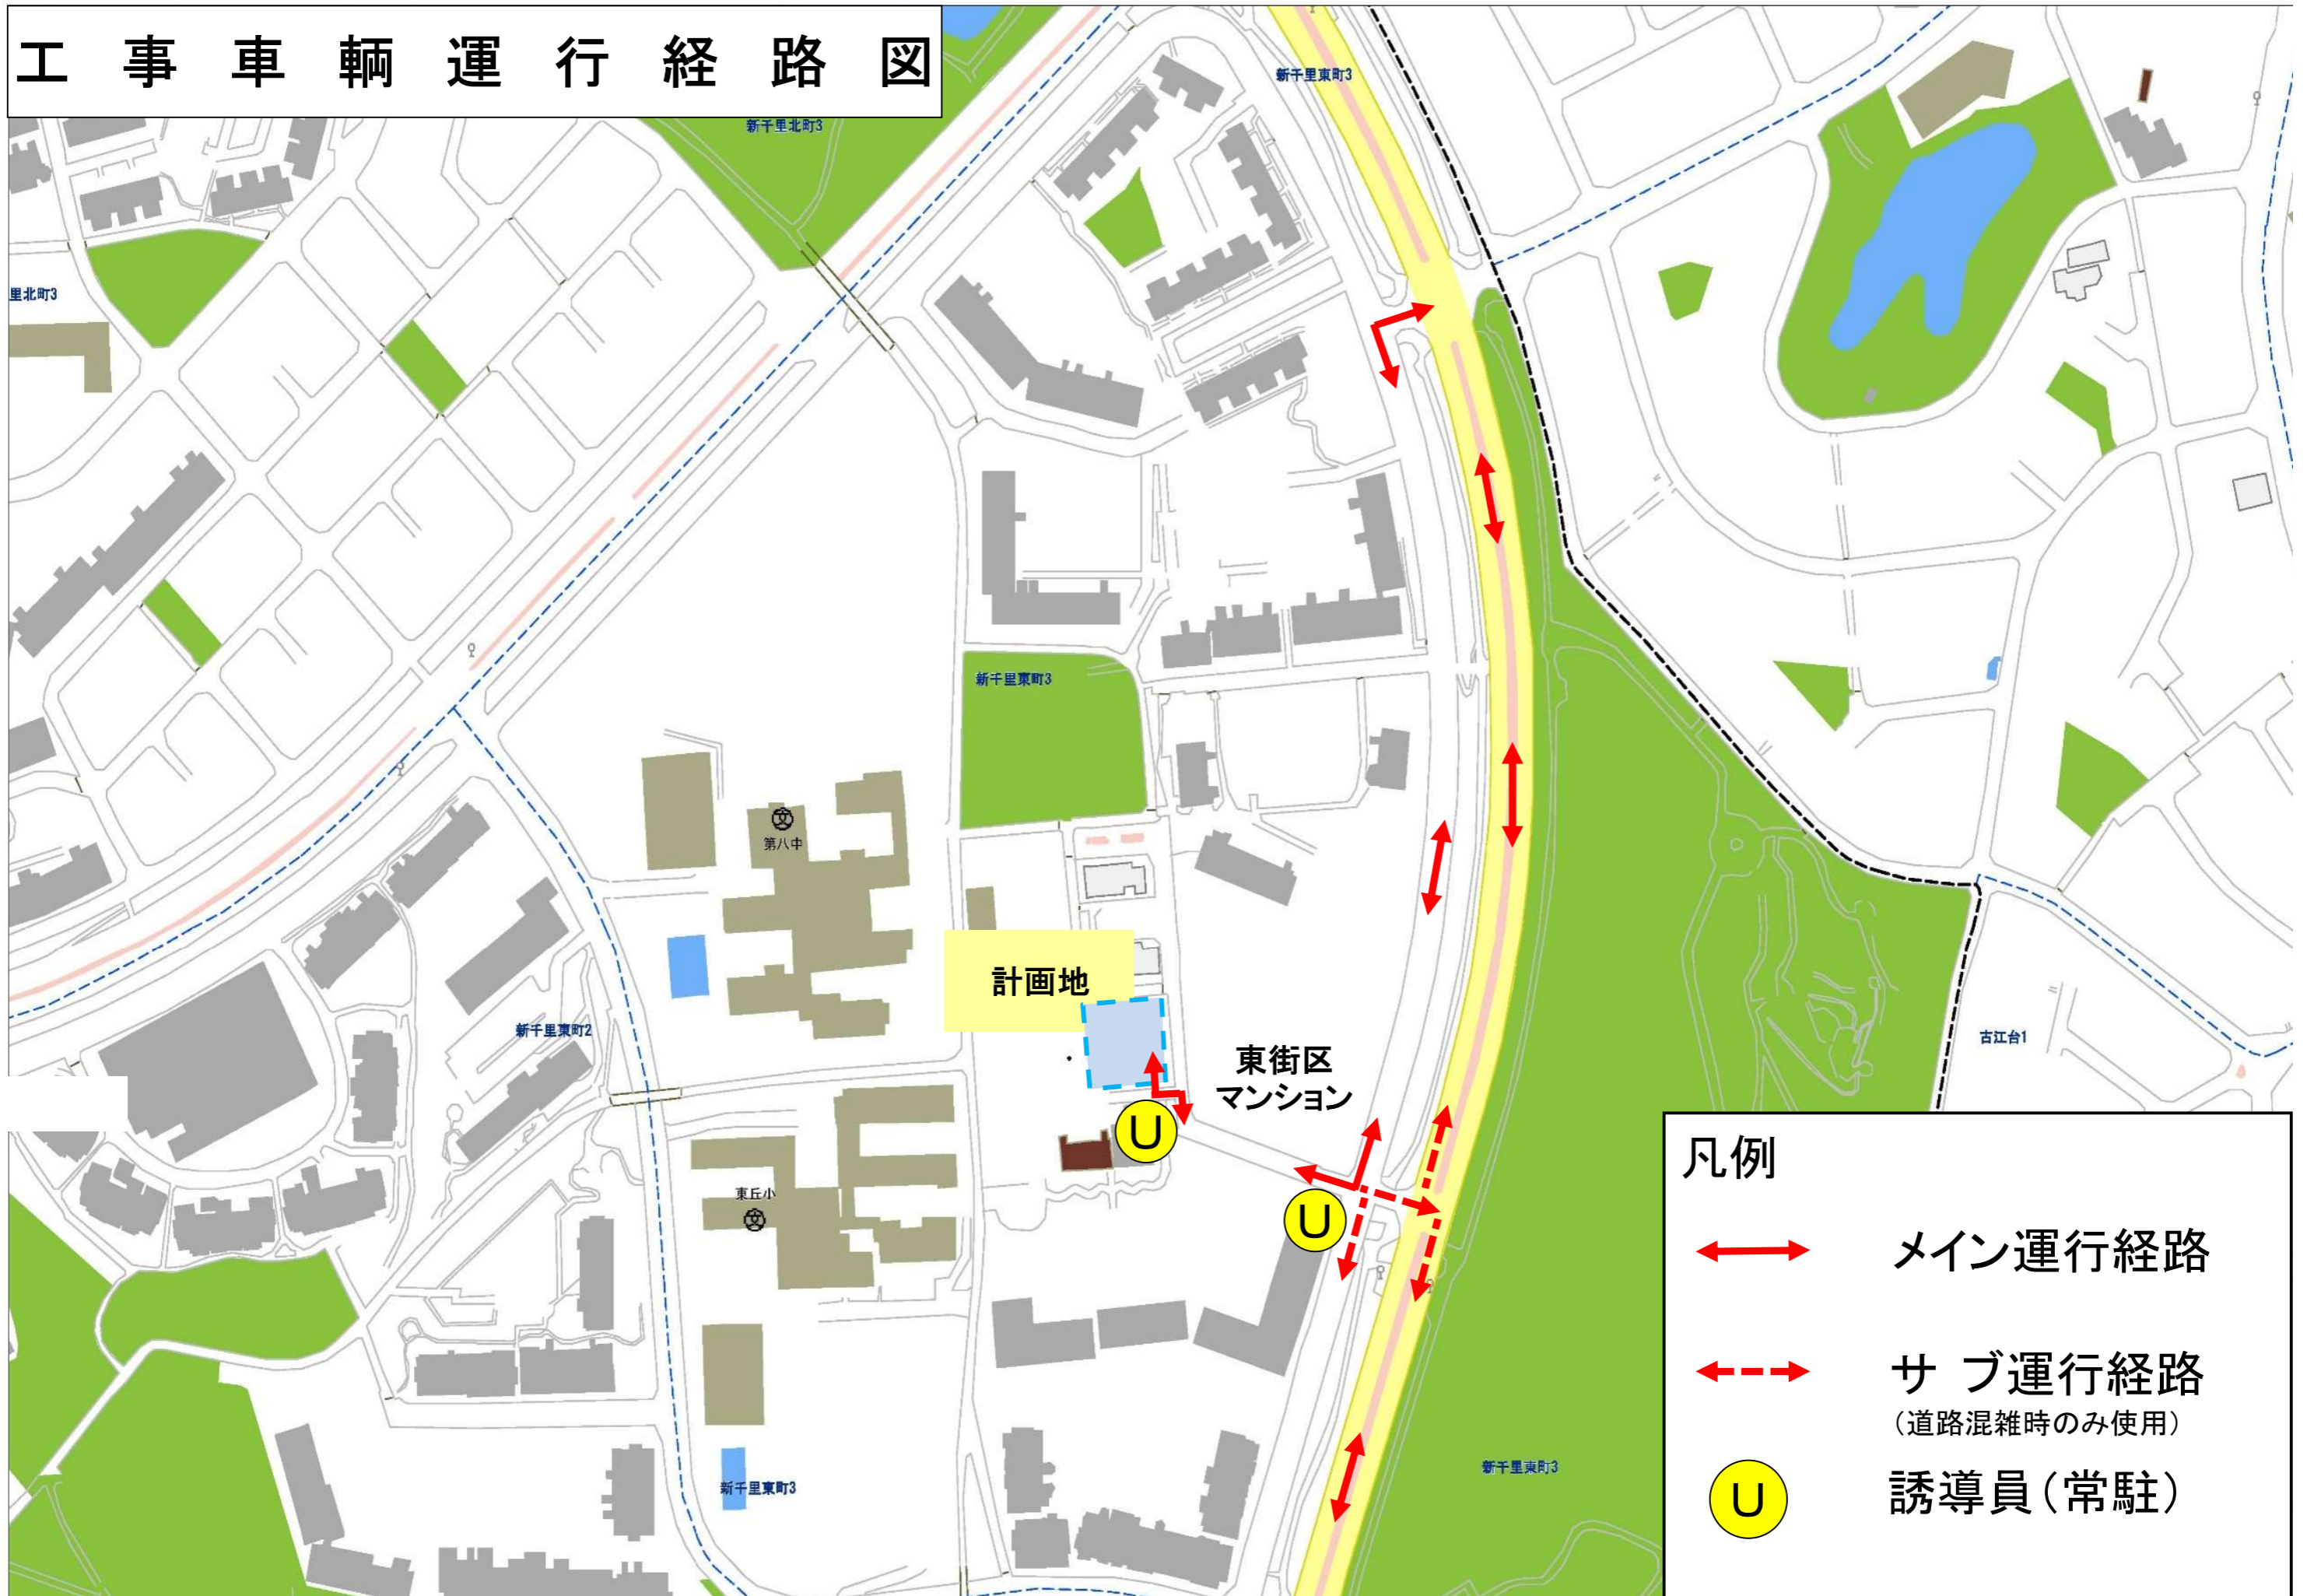 工事車輌運行経路図
新千里東町3
新千里北町3
里北町3
新千里東町3
文
第八中
計画地
新千里東町2
東街区
マンション
古江台1
U
U
東丘小
文
新千里東町3
新千里東町3
凡例
メイン運行経路
サブ運行経路
（道路混雑時のみ使用）
U 誘導員（常駐）